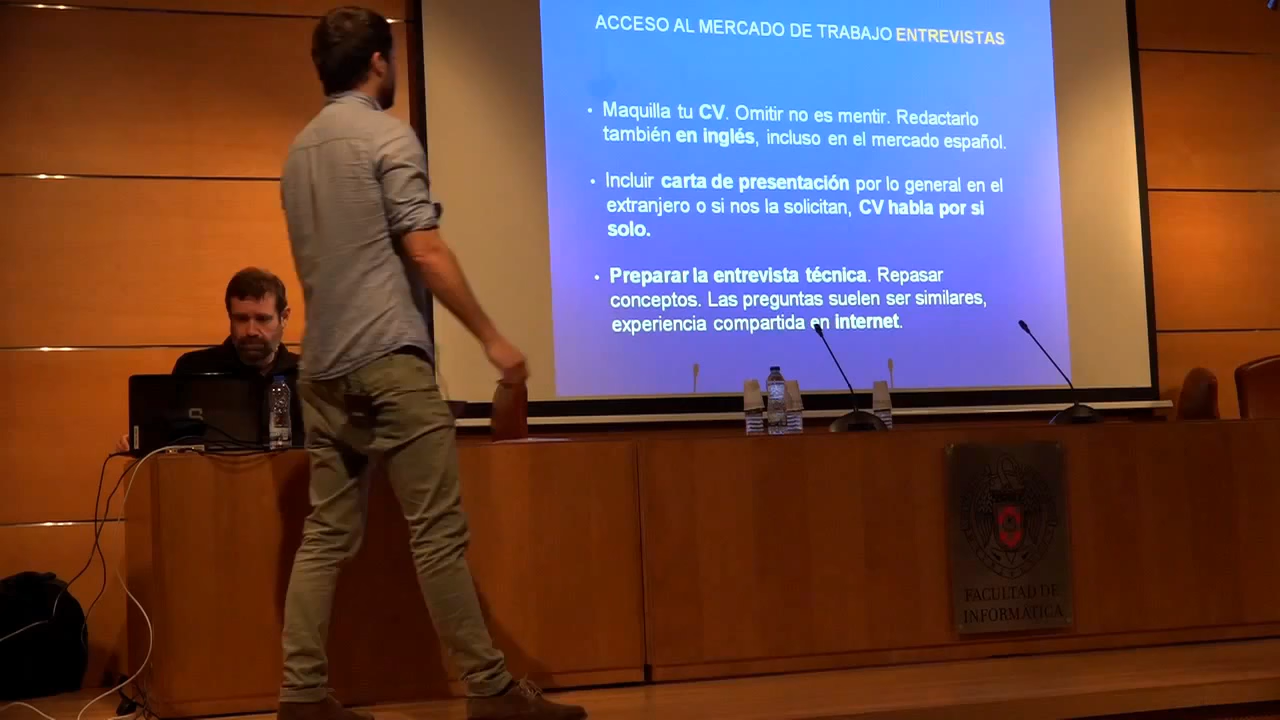 ACCESO AL MERCADO DE TRABAJO ENTREVISTAS
• Maquilla tu CV. Omitir no es mentir. Redactarlo
también en inglés, incluso en el mercado español.
• Incluir carta de presentación por lo general en el
extranjero o si nos la solicitan, CV habla por si
solo.
• Preparar la entrevista técnica. Repasar
conceptos. Las preguntas suelen ser similares,
experiencia compartida en internet.
FACULTAD DE
INFORMATICA